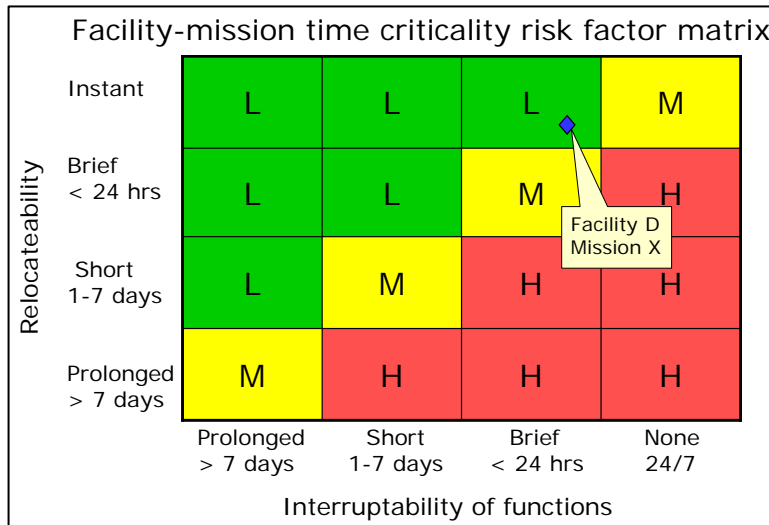 Facility-mission time criticality risk factor matrix
Relocateability
Instant
L L L M
Brief
< 24 hrs
L L M H
Facility D
Mission X
Short
1-7 days
L M H H
Prolonged
> 7 days
M H H H
Prolonged Short Brief None
> 7 days 1-7 days < 24 hrs 24/7
Interruptability of functions